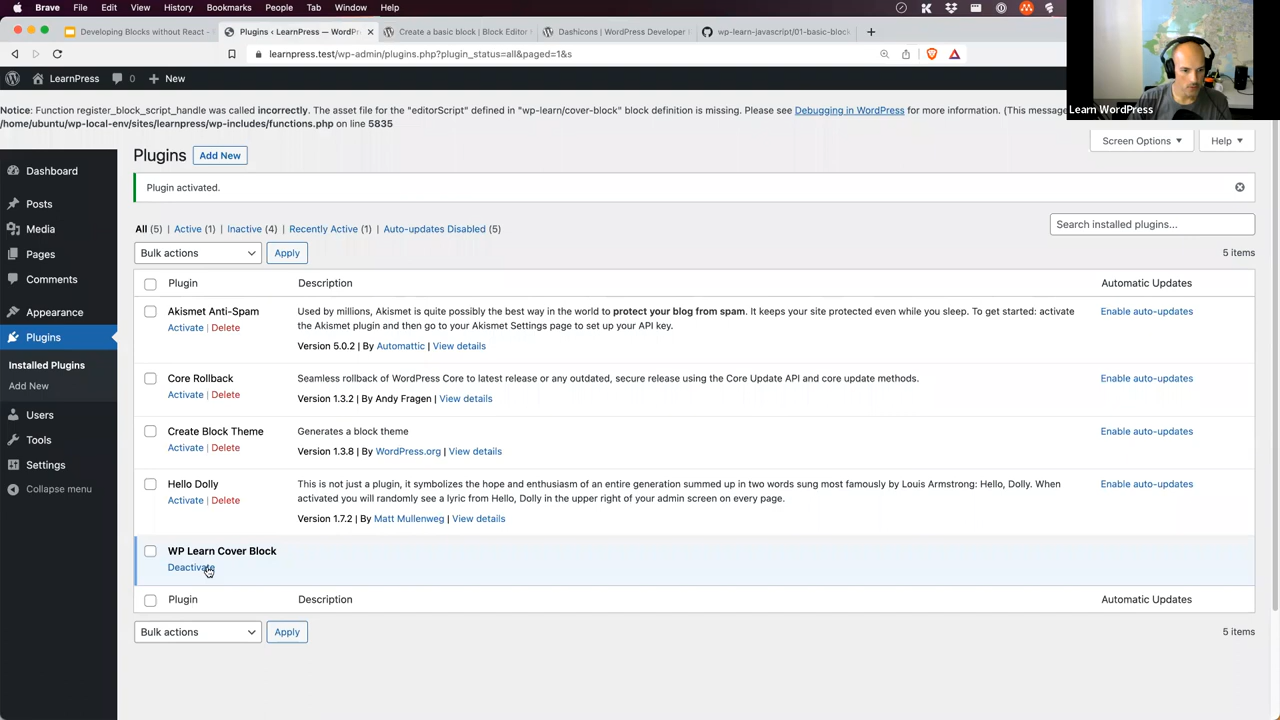 Brave File Edit View History Bookmarks People Tab Window Help
Developing Blocks without React -
Plugins ‹ LearnPress — WordPr
Create a basic block | Block Editor
Dashicons | WordPress Developer
wp-learn-javascript/01-basic-block
learnpress.test/wp-admin/plugins.php?plugin_status=all&paged=1&s
LearnPress 0 New
Learn WordPress
Notice: Function register_block_script_handle was called incorrectly. The asset file for the "editorScript" defined in "wp-learn/cover-block" block definition is missing. Please see Debugging in WordPress for more information. (This messag
/home/ubuntu/wp-local-env/sites/learnpress/wp-includes/functions.php on line 5835
Screen Options Help
Plugins Add New
Plugin activated.
All (5) | Active (1) | Inactive (4) | Recently Active (1) | Auto-updates Disabled (5)
Search installed plugins...
Bulk actions Apply
5 items
Plugin Description Automatic Updates
Akismet Anti-Spam
Activate | Delete
Used by millions, Akismet is quite possibly the best way in the world to protect your blog from spam. It keeps your site protected even while you sleep. To get started: activate
the Akismet plugin and then go to your Akismet Settings page to set up your API key.
Version 5.0.2 | By Automattic | View details
Enable auto-updates
Core Rollback
Activate | Delete
Seamless rollback of WordPress Core to latest release or any outdated, secure release using the Core Update API and core update methods.
Version 1.3.2 | By Andy Fragen | View details
Enable auto-updates
Create Block Theme
Activate | Delete
Generates a block theme
Version 1.3.8 | By WordPress.org | View details
Enable auto-updates
Hello Dolly
Activate | Delete
This is not just a plugin, it symbolizes the hope and enthusiasm of an entire generation summed up in two words sung most famously by Louis Armstrong: Hello, Dolly. When
activated you will randomly see a lyric from Hello, Dolly in the upper right of your admin screen on every page.
Version 1.7.2 | By Matt Mullenweg | View details
Enable auto-updates
WP Learn Cover Block
Deactivate
Plugin Description Automatic Updates
Bulk actions Apply
5 items
Dashboard
Posts
Media
Pages
Comments
Appearance
Plugins
Installed Plugins
Add New
Users
Tools
Settings
Collapse menu